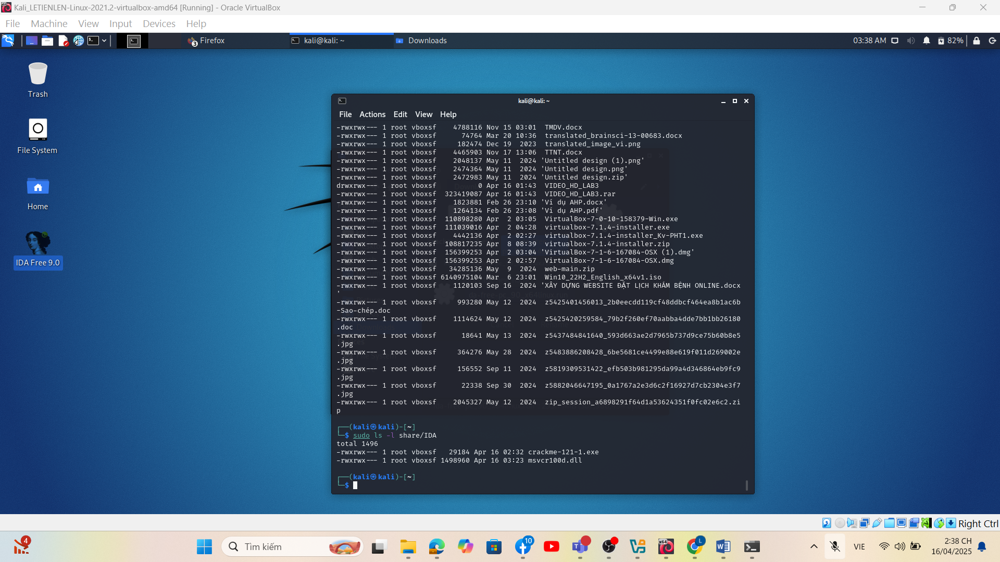 Kali_LETIENLEN-Linux-2021.2-virtualbox-amd64 [Running] - Oracle VirtualBox
File Machine View Input Devices Help
3 Firefox kali@kali: ~ Downloads 03:38 AM 82%
Trash
File System
Home
IDA Free 9.0
kali@kali: ~
File Actions Edit View Help
-rwxrwx--- 1 root vboxsf 4788116 Nov 15 03:01 TMDV.docx
-rwxrwx--- 1 root vboxsf 74764 Mar 20 10:36 translated_brainsci-13-00683.docx
-rwxrwx--- 1 root vboxsf 182474 Dec 19 2023 translated_image_vi.png
-rwxrwx--- 1 root vboxsf 4465903 Nov 17 13:06 TTNT.docx
-rwxrwx--- 1 root vboxsf 2048137 May 11 2024 'Untitled design (1).png'
-rwxrwx--- 1 root vboxsf 2474364 May 11 2024 'Untitled design.png'
-rwxrwx--- 1 root vboxsf 2472983 May 11 2024 'Untitled design.zip'
drwxrwx--- 1 root vboxsf 0 Apr 16 01:43 VIDEO_HD_LAB3
-rwxrwx--- 1 root vboxsf 323419087 Apr 16 01:43 VIDEO_HD_LAB3.rar
-rwxrwx--- 1 root vboxsf 1823881 Feb 26 23:10 'Ví dụ AHP.docx'
-rwxrwx--- 1 root vboxsf 1264134 Feb 26 23:08 'Ví dụ AHP.pdf'
-rwxrwx--- 1 root vboxsf 110898280 Apr 2 03:05 VirtualBox-7-0-10-158379-Win.exe
-rwxrwx--- 1 root vboxsf 111039016 Apr 2 04:28 virtualbox-7.1.4-installer.exe
-rwxrwx--- 1 root vboxsf 4442136 Apr 2 02:27 virtualbox-7.1.4-installer_Kv-PHT1.exe
-rwxrwx--- 1 root vboxsf 108817235 Apr 8 08:39 virtualbox-7.1.4-installer.zip
-rwxrwx--- 1 root vboxsf 156399253 Apr 2 03:04 'VirtualBox-7-1-6-167084-OSX (1).dmg'
-rwxrwx--- 1 root vboxsf 156399253 Apr 2 02:57 VirtualBox-7-1-6-167084-OSX.dmg
-rwxrwx--- 1 root vboxsf 34285136 May 9 2024 web-main.zip
-rwxrwx--- 1 root vboxsf 6140975104 Mar 6 23:01 Win10_22H2_English_x64v1.iso
-rwxrwx--- 1 root vboxsf 1120103 Sep 16 2024 'XÂY DỰNG WEBSITE ĐẶT LỊCH KHÁM BỆNH ONLINE.docx
'
-rwxrwx--- 1 root vboxsf 993280 May 12 2024 z5425401456013_2b0eecdd119cf48ddbcf464ea8b1ac6b
-Sao-chép.doc
-rwxrwx--- 1 root vboxsf 1114624 May 12 2024 z5425420259584_79b2f260ef70aabba4dde7bb1bb26180
.doc
-rwxrwx--- 1 root vboxsf 18641 May 13 2024 z5437484841640_593d663ae2d7965b737d9ce75b60b8e5
.jpg
-rwxrwx--- 1 root vboxsf 364276 May 28 2024 z5483886208428_6be5681ce4499e88e619f011d269002e
.jpg
-rwxrwx--- 1 root vboxsf 156552 Sep 11 2024 z5819309531422_efb503b981295da99a4d346864eb9fc9
.jpg
-rwxrwx--- 1 root vboxsf 22338 Sep 30 2024 z5882046647195_0a1767a2e3d6c2f16927d7cb2304e3f7
.jpg
-rwxrwx--- 1 root vboxsf 2045327 May 12 2024 zip_session_a6898291f64d1a53624351f0fc02e6c2.zi
p
┌──(kali㉿kali)-[~]
└─$ sudo ls -l share/IDA
total 1496
-rwxrwx--- 1 root vboxsf 29184 Apr 16 02:32 crackme-121-1.exe
-rwxrwx--- 1 root vboxsf 1498960 Apr 16 03:23 msvcr100d.dll
┌──(kali㉿kali)-[~]
└─$
Right Ctrl
4 Tìm kiếm 10 L VIE 2:38 CH
16/04/2025